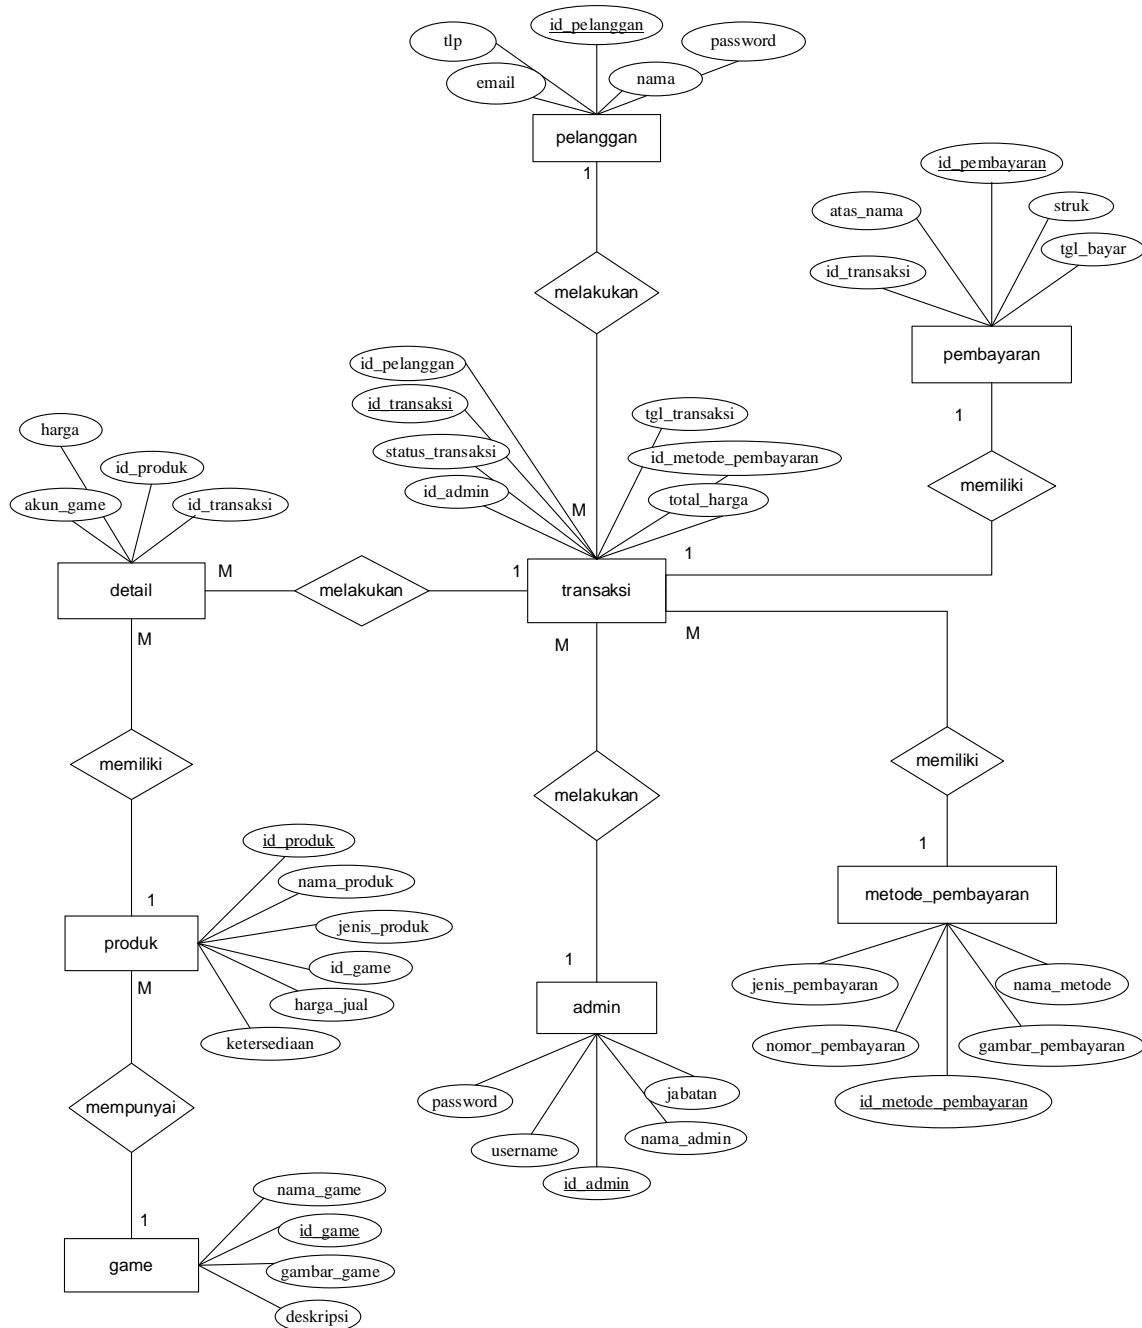 id_pelanggan
tlp
password
email
nama
pelanggan
1
id_pembayaran
atas_nama
struk
tgl_bayar
id_transaksi
melakukan
pembayaran
1
id_pelanggan
id_transaksi
tgl_transaksi
harga
status_transaksi
id_metode_pembayaran
id_produk
id_admin
total_harga
memiliki
akun_game
id_transaksi
M
1
detail
M
melakukan
1
transaksi
M
M
M
memiliki
memiliki
melakukan
id_produk
1
nama_produk
metode_pembayaran
1
jenis_produk
produk
id_game
1
M
harga_jual
jenis_pembayaran
nama_metode
admin
ketersediaan
nomor_pembayaran
gambar_pembayaran
password
jabatan
id_metode_pembayaran
mempunyai
username
nama_admin
id_admin
nama_game
1
id_game
game
gambar_game
deskripsi